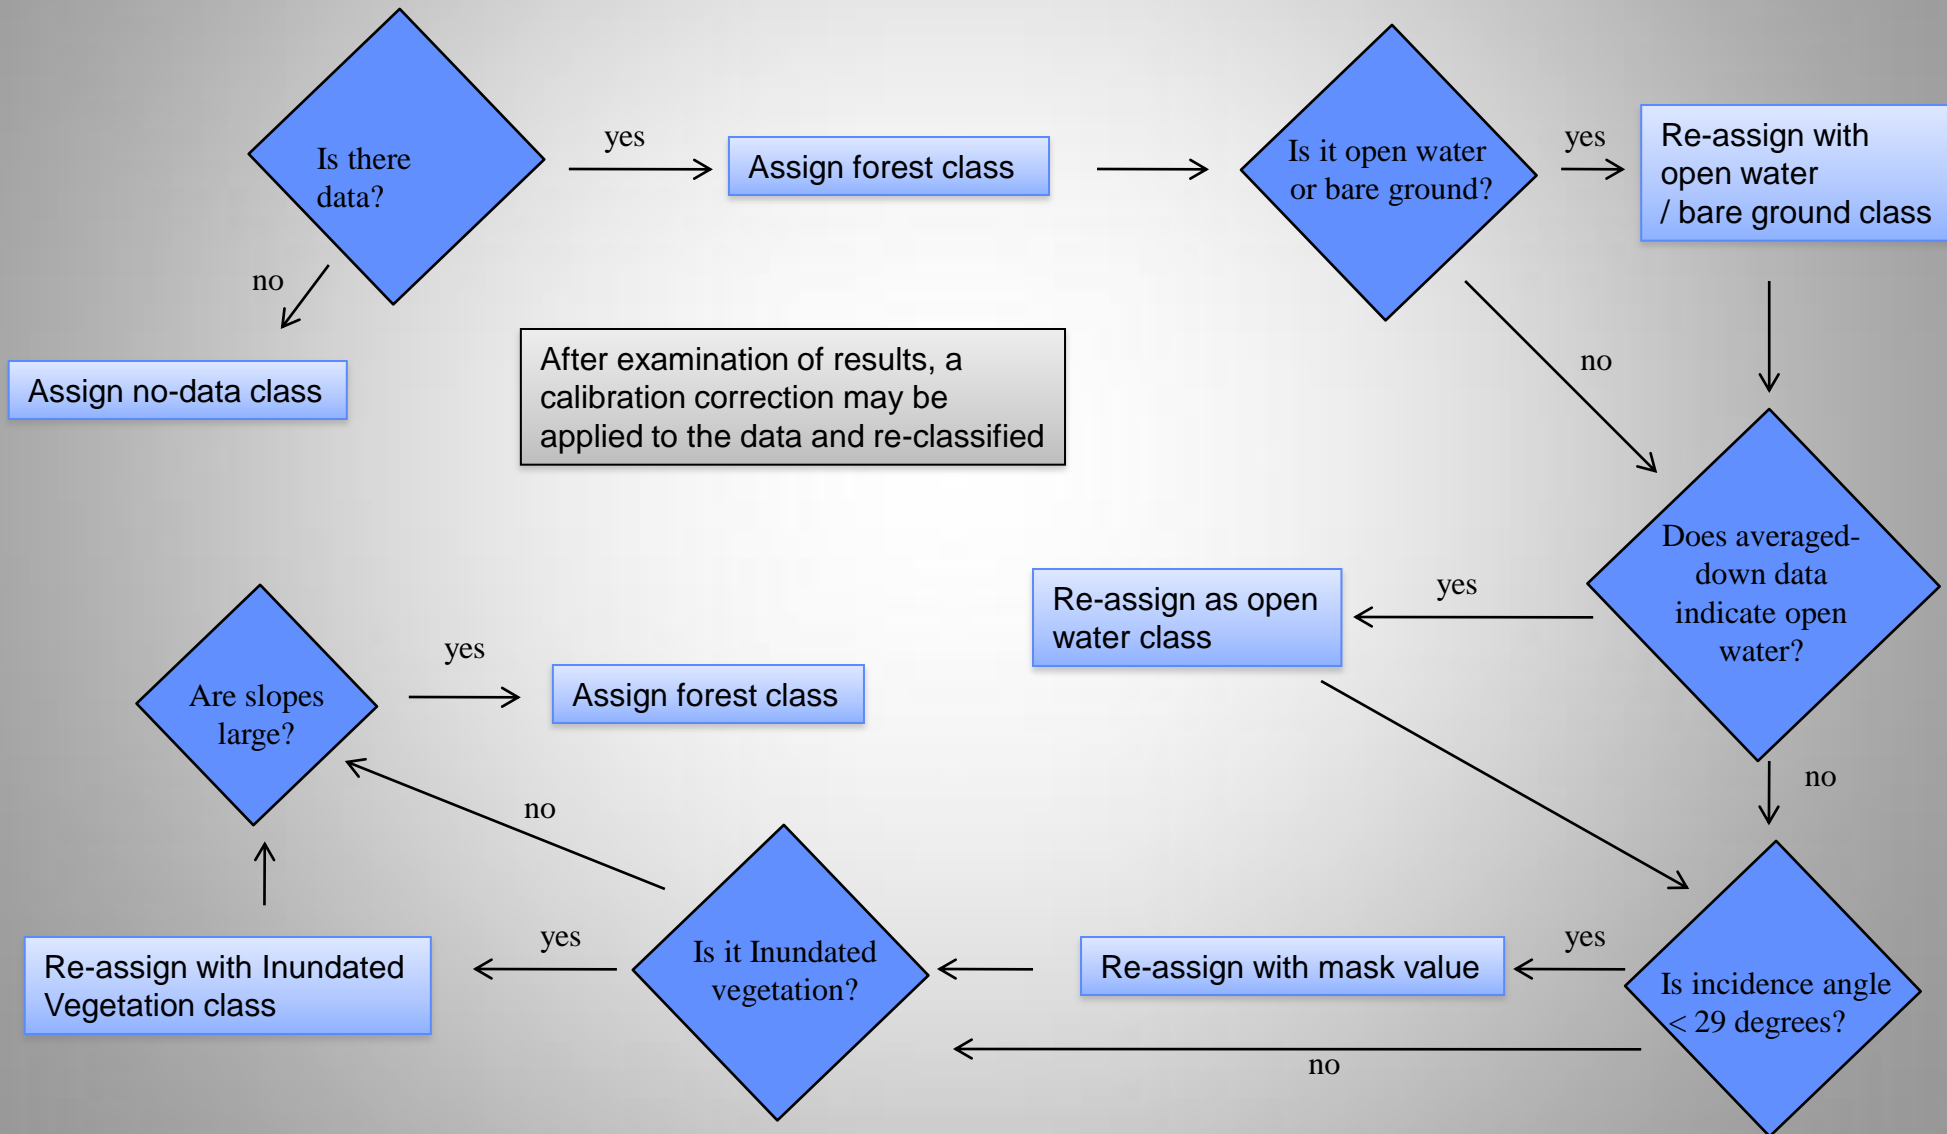 Is there
data?
yes
Assign forest class
Is it open water
or bare ground?
yes
Re-assign with
open water
/ bare ground class
no
Assign no-data class
After examination of results, a
calibration correction may be
applied to the data and re-classified
no
Does averaged-
down data
indicate open
water?
yes
Re-assign as open
water class
no
Are slopes
large?
yes
Assign forest class
no
Is incidence angle
< 29 degrees?
yes
Re-assign with mask value
no
Is it Inundated
vegetation?
yes
Re-assign with Inundated
Vegetation class